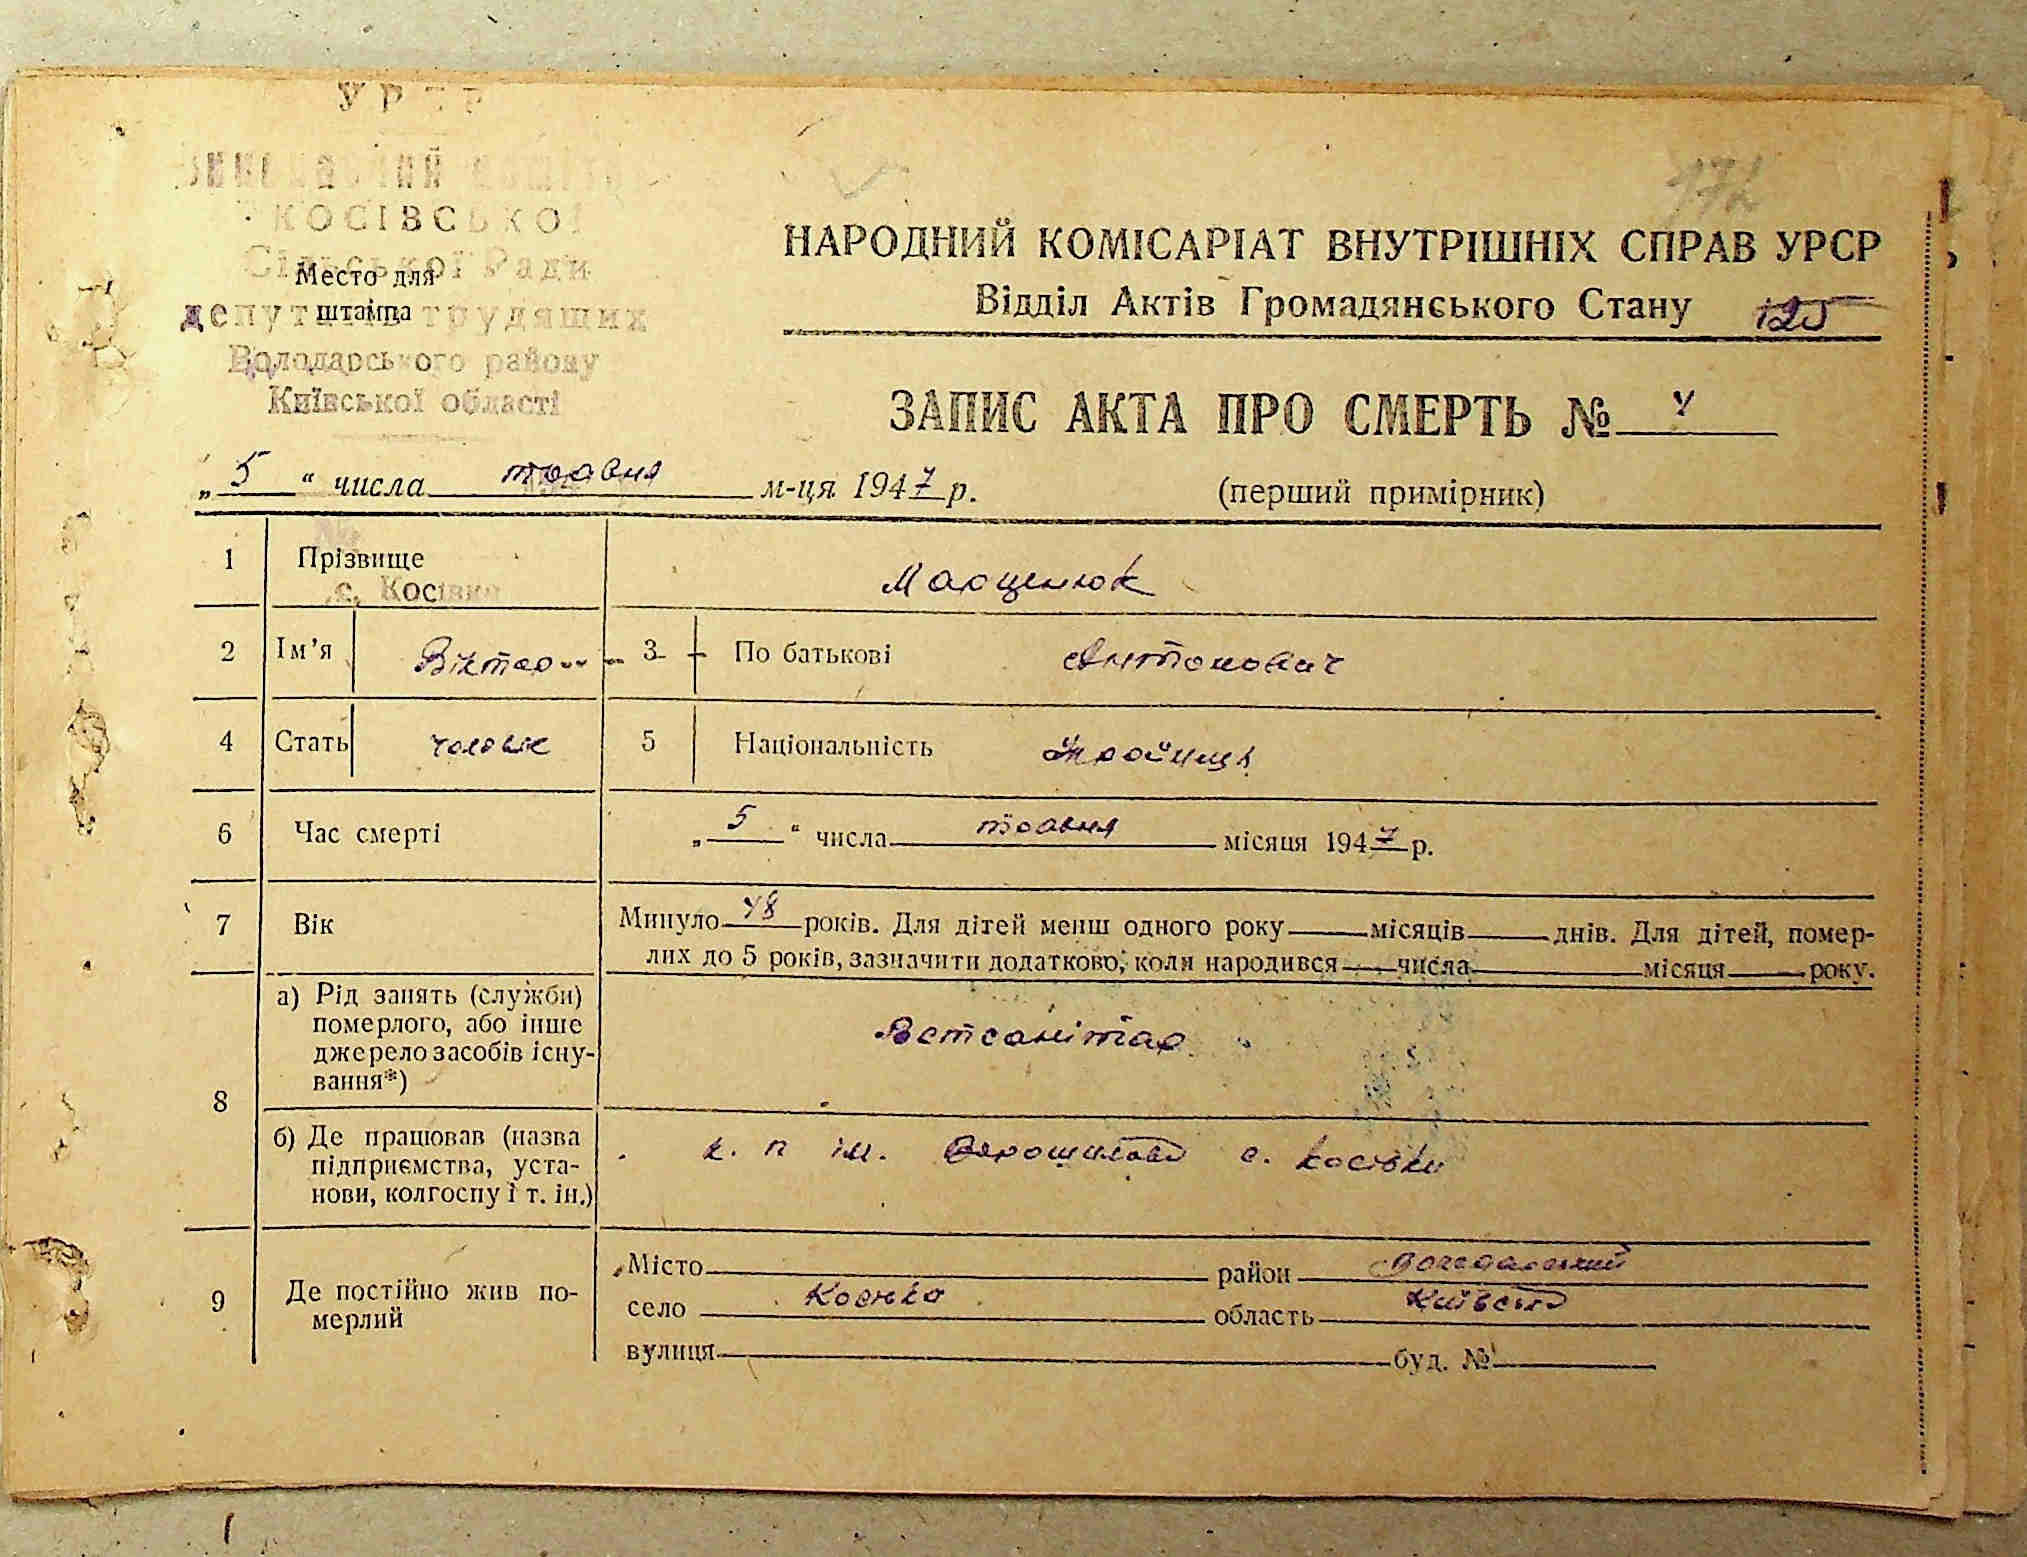 УРСР
Виконавчий комітет
КОСІВСЬКОЇ
Сільської Ради
депутатів трудящих
Володарського району
Київської області
Место для
штампа
172
НАРОДНИЙ КОМІСАРІАТ ВНУТРІШНІХ СПРАВ УРСР
Відділ Актів Громадянського Стану 125
ЗАПИС АКТА ПРО СМЕРТЬ № 4
„ 5 “ числа травня м-ця 1947 р. (перший примірник)
1 Прізвище Марценюк
с. Косівка
2 Ім’я Віктор 3 По батькові Антонович
4 Стать чоловік 5 Національність
6 Час смерті „ 5 “ числа травня місяця 1947 р.
7 Вік Минуло 48 років. Для дітей менш одного року місяців днів. Для дітей, помер-
лих до 5 років, зазначити додатково, коли народився числа місяця року.
8 а) Рід занять (служби)
померлого, або інше
джерело засобів існу-
вання*)
Ветсанітар
б) Де працював (назва
підприємства, уста-
нови, колгоспу і т. ін.)
к. п ім. Ворошилова с. Косівки
9 Де постійно жив по-
мерлий
Місто район Володарський
село Косівка область Київська
вулиця буд. №